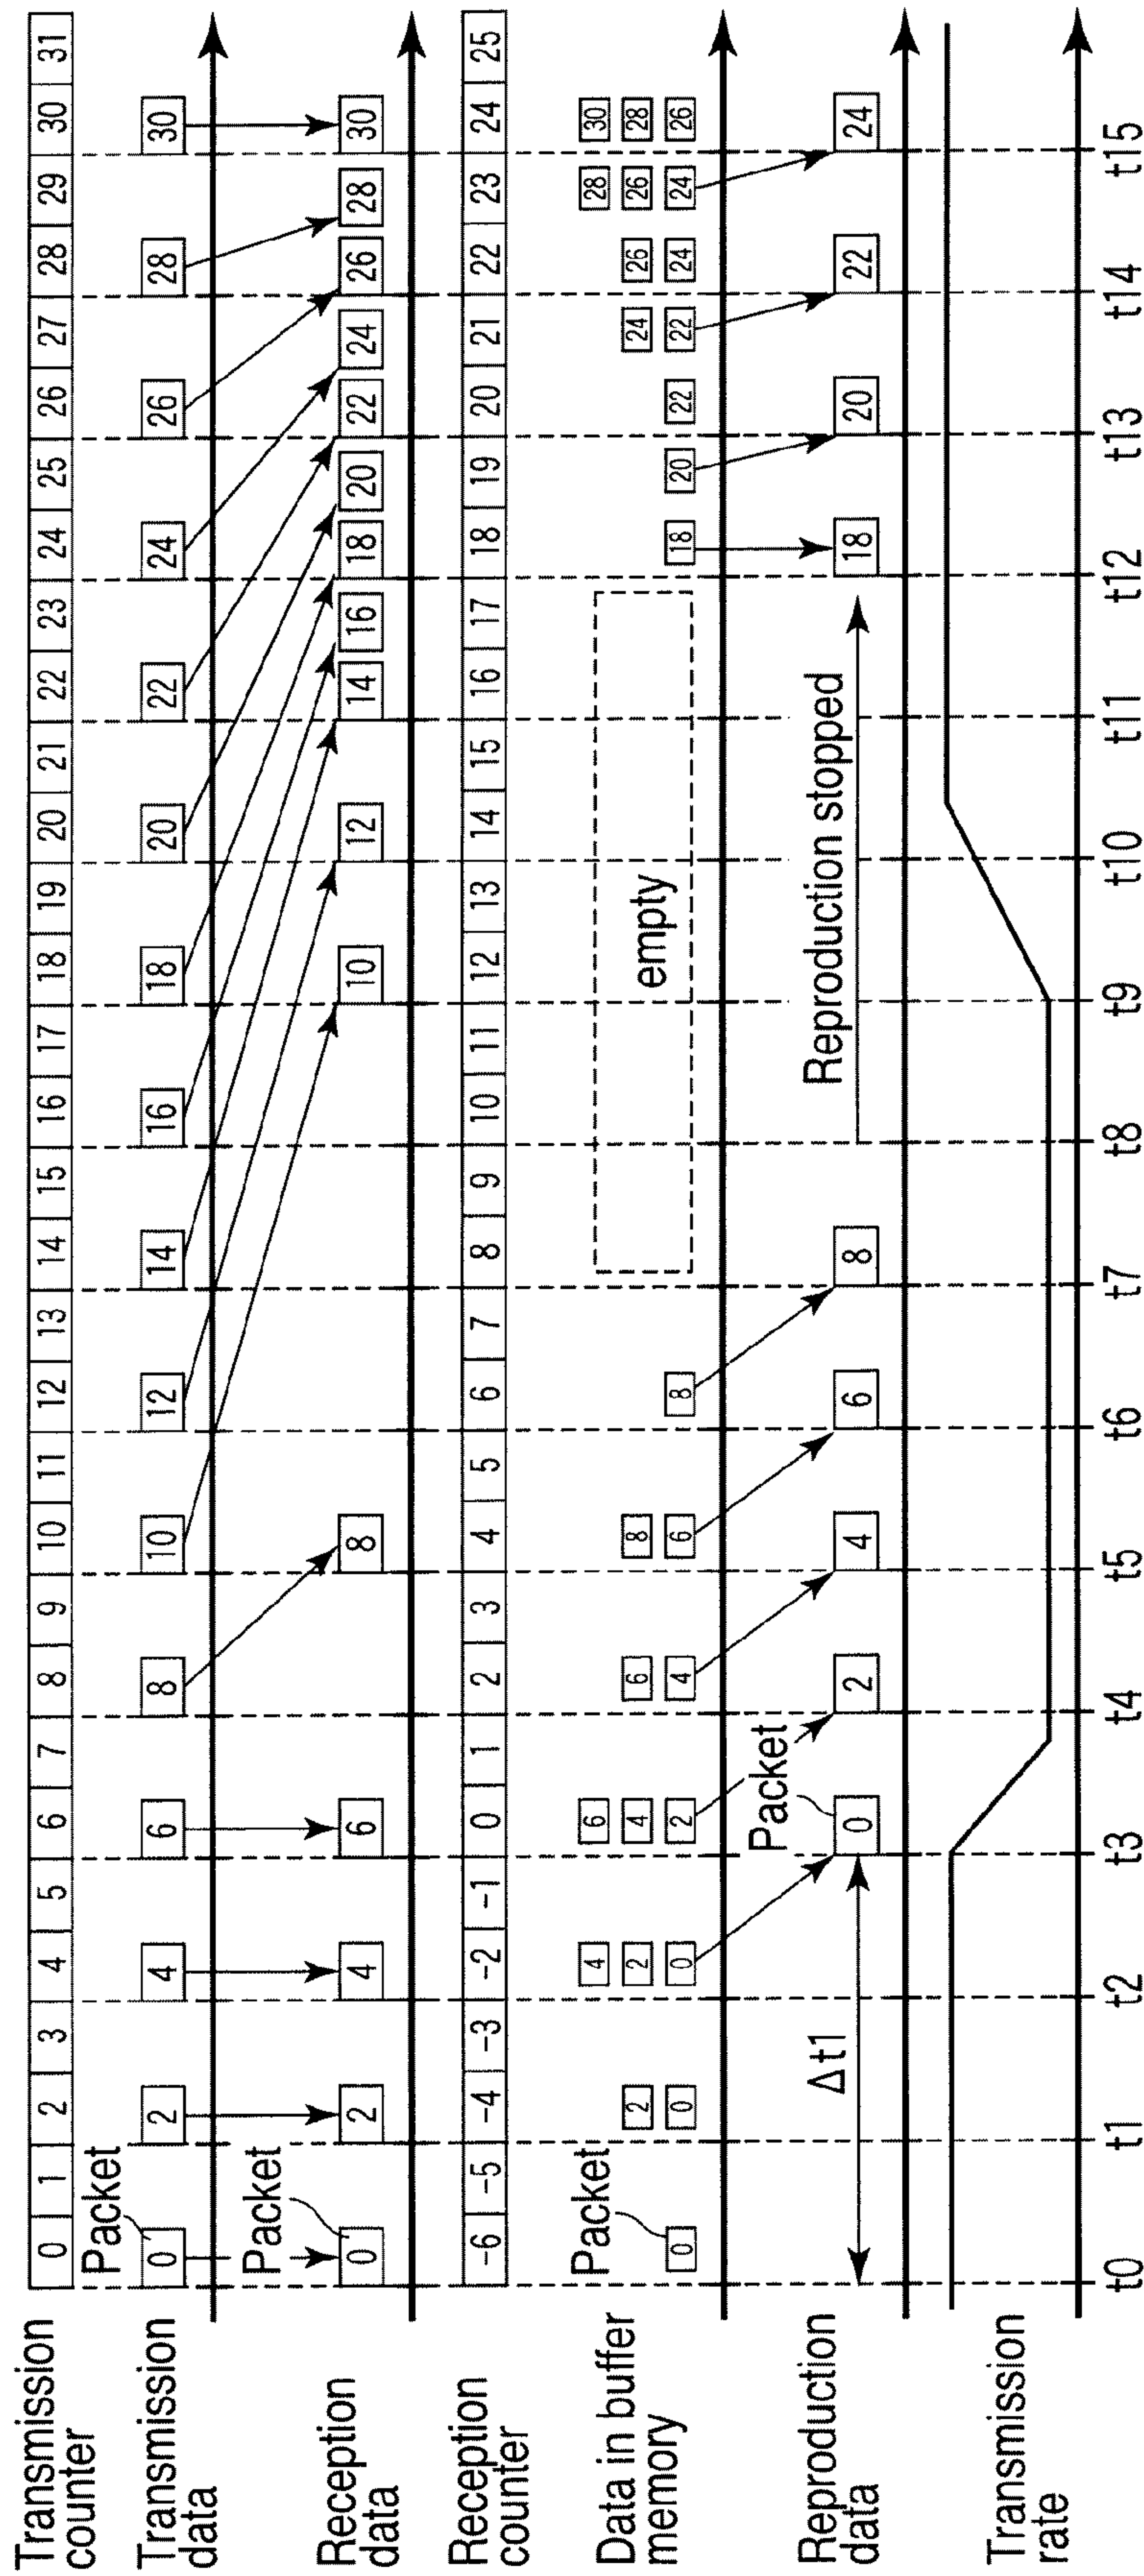 Transmission
counter
0 1 2 3 4 5 6 7 8 9 10 11 12 13 14 15 16 17 18 19 20 21 22 23 24 25 26 27 28 29 30 31
Packet
Transmission
data
0 2 4 6 8 10 12 14 16 18 20 22 24 26 28 30
Packet
Reception
data
0 2 4 6 8 10 12 14 16 18 20 22 24 26 28 30
Reception
counter
-6 -5 -4 -3 -2 -1 0 1 2 3 4 5 6 7 8 9 10 11 12 13 14 15 16 17 18 19 20 21 22 23 24 25
Packet
Data in buffer
memory
4 6 28 30
2 2 4 6 8 24 26 26 28
0 0 0 2 4 6 8 18 20 22 22 24 24 26
empty
Packet
Reproduction
data
Δt1
0 2 4 6 8 18 20 22 24
Reproduction stopped
Transmission
rate
t0 t1 t2 t3 t4 t5 t6 t7 t8 t9 t10 t11 t12 t13 t14 t15